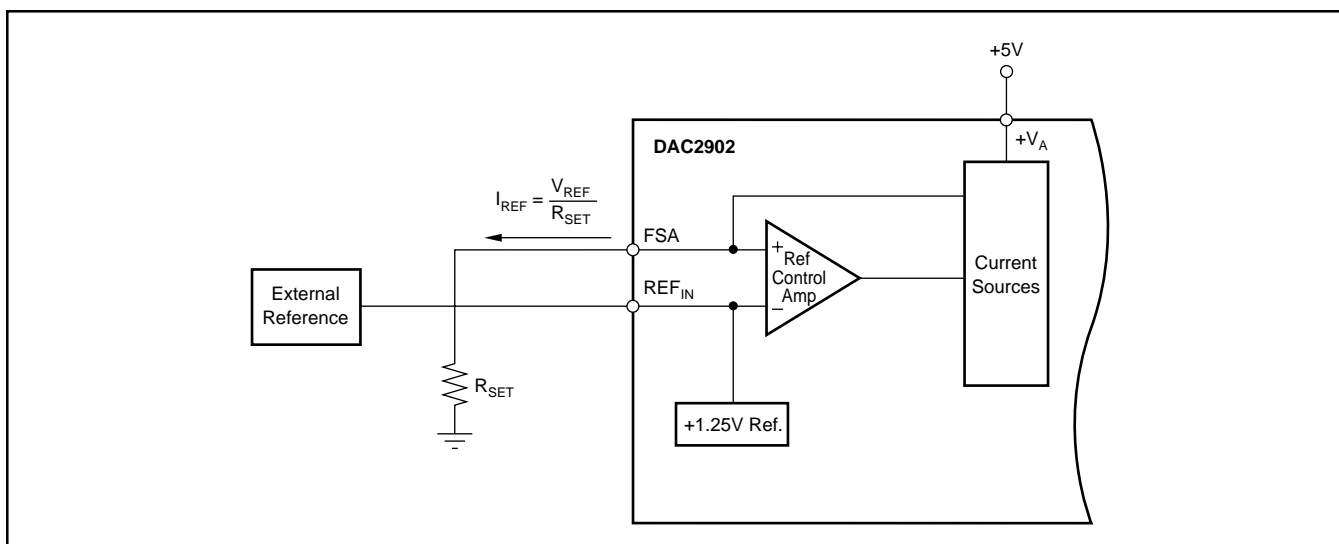 +5V
DAC2902
+V_A
I_REF = V_REF / R_SET
FSA
+
Ref
Control
Amp
−
Current
Sources
External
Reference
REF_IN
R_SET
+1.25V Ref.